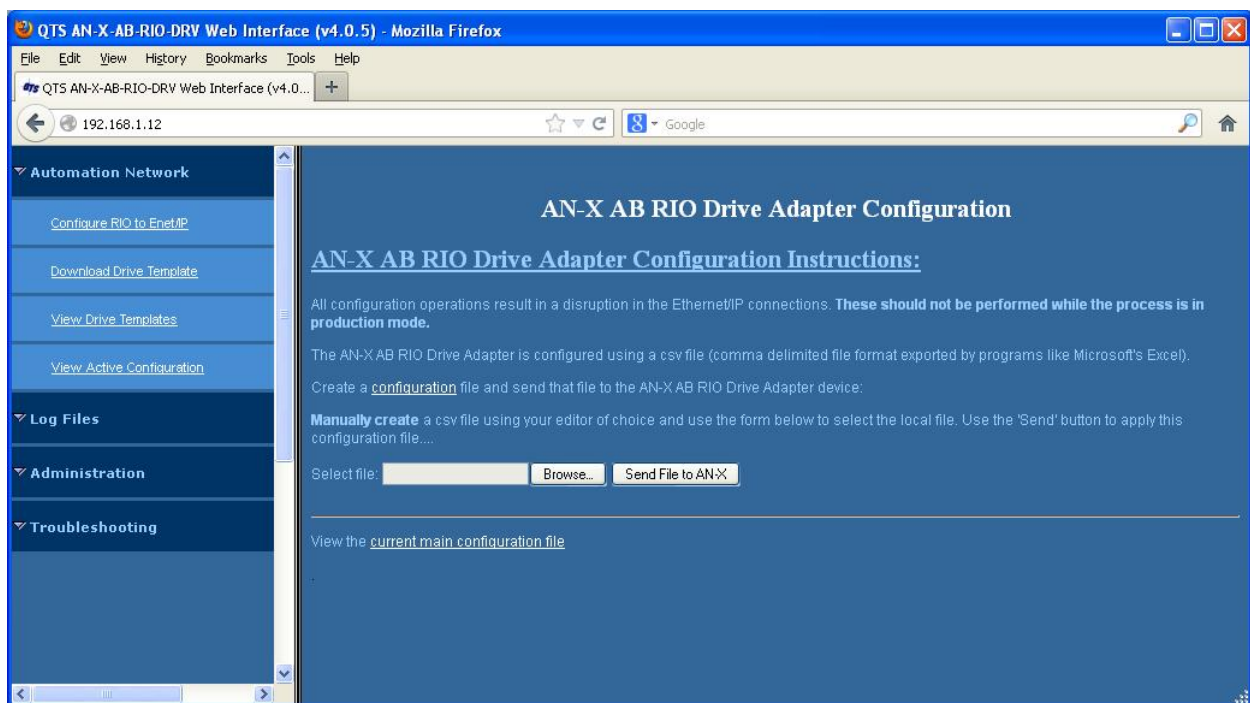 QTS AN-X-AB-RIO-DRV Web Interface (v4.0.5) - Mozilla Firefox
File Edit View History Bookmarks Tools Help
QTS QTS AN-X-AB-RIO-DRV Web Interface (v4.0... +
192.168.1.12
8 Google
Automation Network
Configure RIO to Enet/IP
Download Drive Template
View Drive Templates
View Active Configuration
Log Files
Administration
Troubleshooting
AN-X AB RIO Drive Adapter Configuration
AN-X AB RIO Drive Adapter Configuration Instructions:
All configuration operations result in a disruption in the Ethernet/IP connections. These should not be performed while the process is in
production mode.
The AN-X AB RIO Drive Adapter is configured using a csv file (comma delimited file format exported by programs like Microsoft's Excel).
Create a configuration file and send that file to the AN-X AB RIO Drive Adapter device:
Manually create a csv file using your editor of choice and use the form below to select the local file. Use the 'Send' button to apply this
configuration file....
Select file: Browse... Send File to AN-X
View the current main configuration file
.